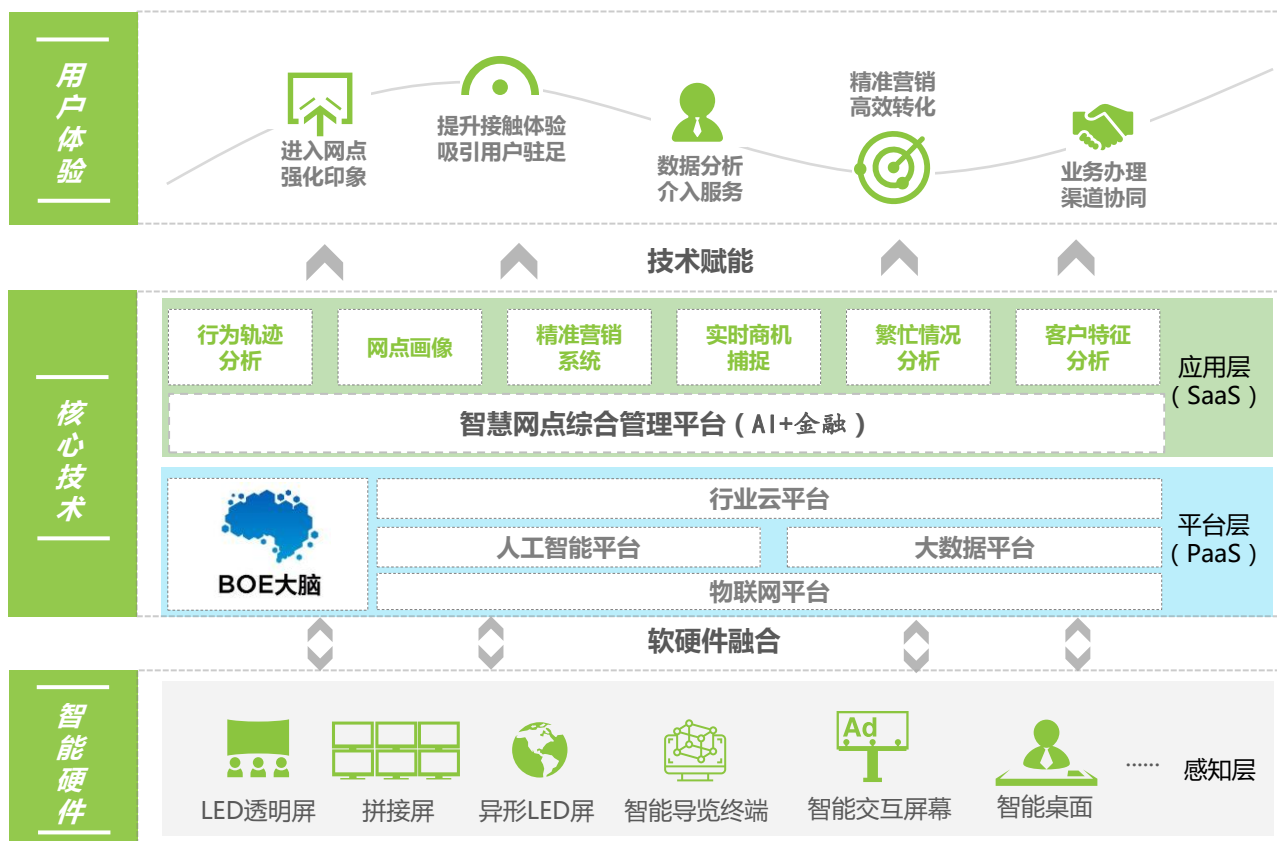 用户体验
进入网点
强化印象
提升接触体验
吸引用户驻足
数据分析
介入服务
精准营销
高效转化
业务办理
渠道协同
技术赋能
核心技术
行为轨迹
分析
网点画像
精准营销
系统
实时商机
捕捉
繁忙情况
分析
客户特征
分析
应用层
（SaaS）
智慧网点综合管理平台（AI+金融）
BOE大脑
行业云平台
人工智能平台
大数据平台
物联网平台
平台层
（PaaS）
软硬件融合
智能硬件
Ad
LED透明屏
拼接屏
异形LED屏
智能导览终端
智能交互屏幕
智能桌面
······
感知层